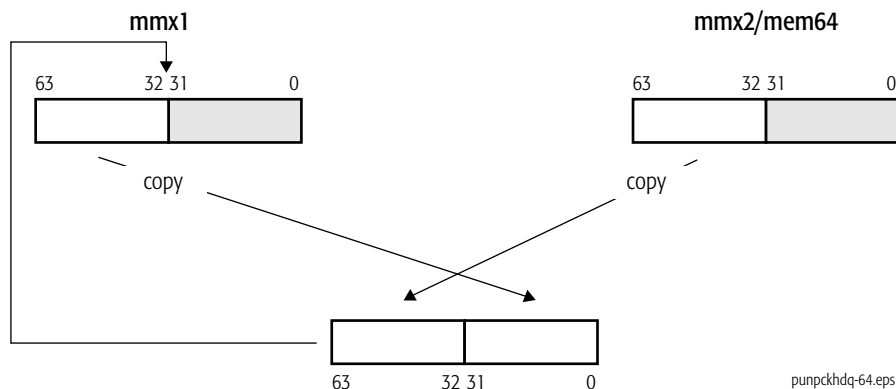 mmx1 mmx2/mem64
63 32 31 0 63 32 31 0
copy copy
63 32 31 0
punpckhdq-64.eps